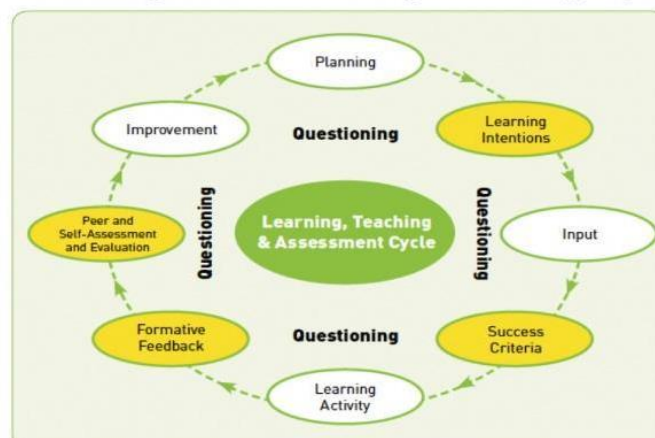 Planning
Learning
Intentions
Input
Success
Criteria
Learning
Activity
Formative
Feedback
Peer and
Self-Assessment
and Evaluation
Improvement
Questioning
Questioning
Questioning
Questioning
Learning, Teaching
& Assessment Cycle